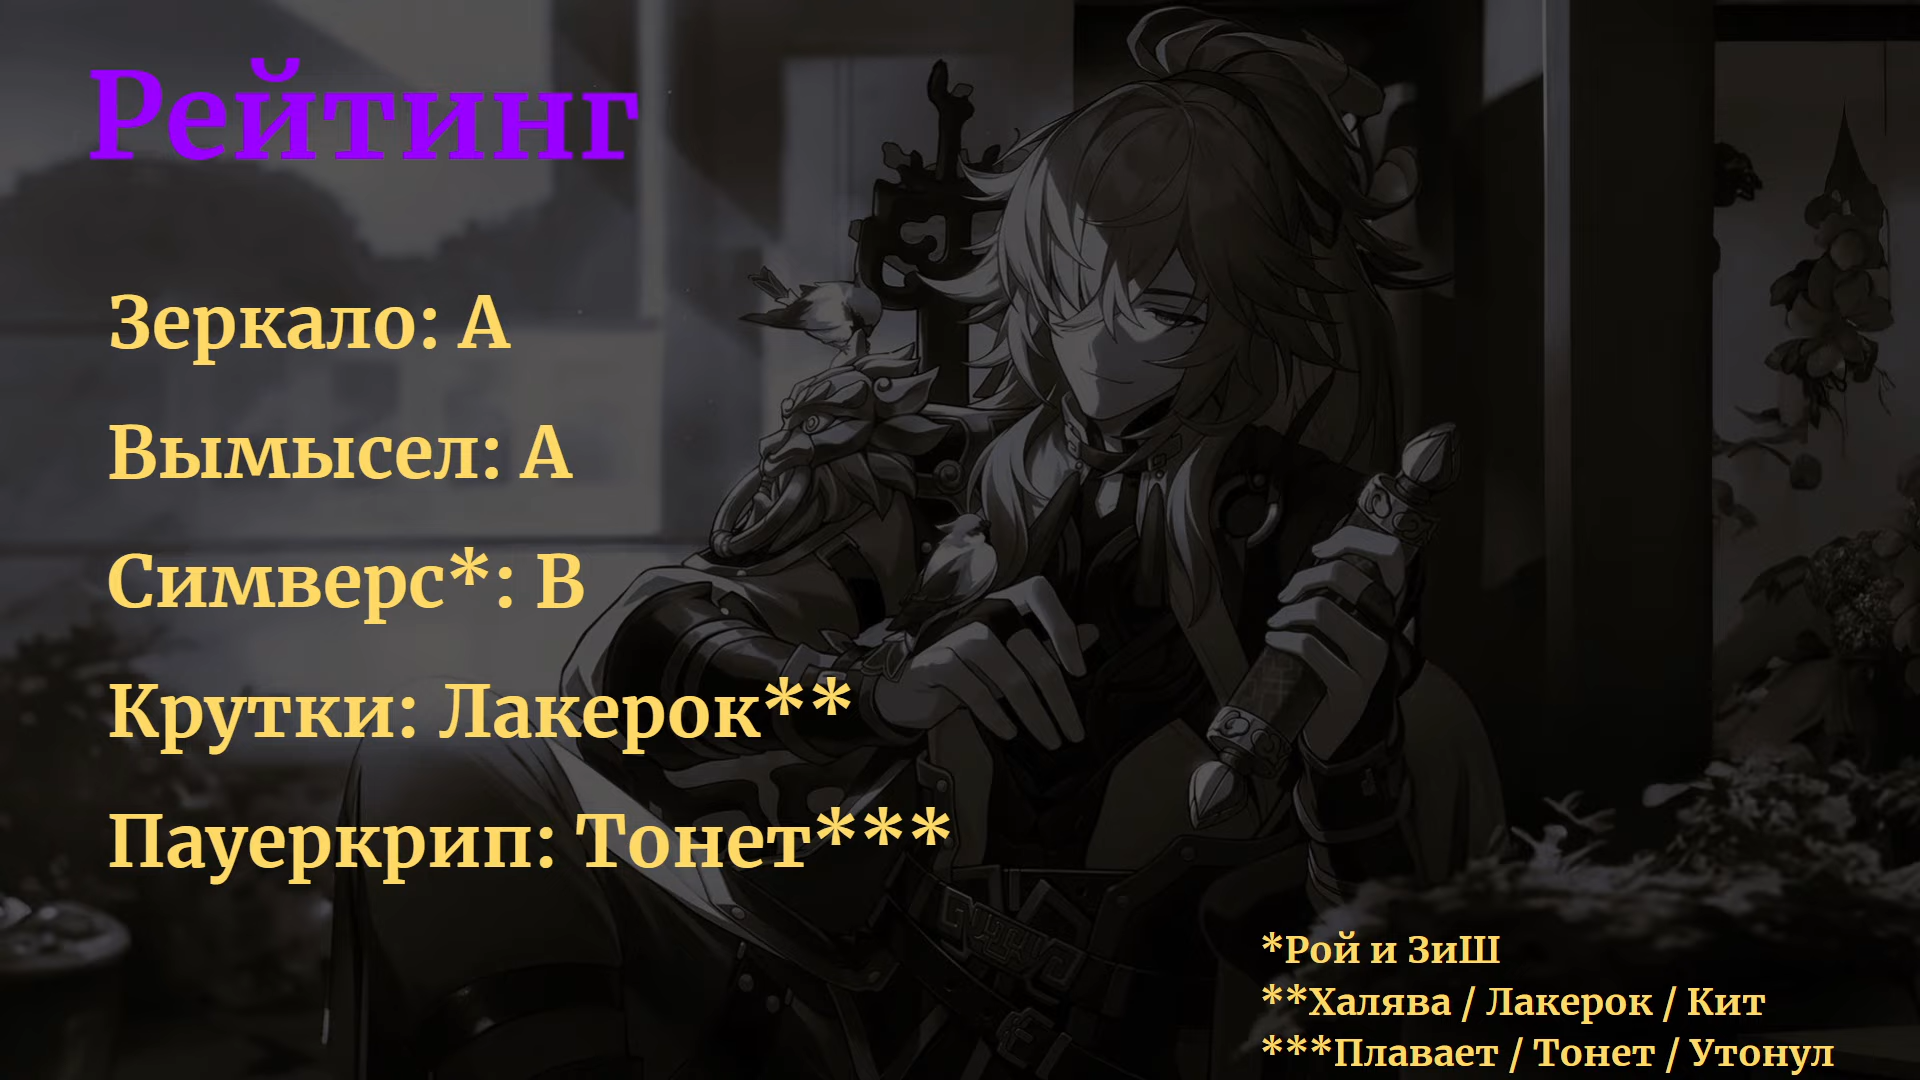 Рейтинг
Зеркало: A
Вымысел: A
Симверс*: B
Крутки: Лакерок**
Пауеркрип: Тонет***
*Рой и ЗиШ
**Халява / Лакерок / Кит
***Плавает / Тонет / Утонул